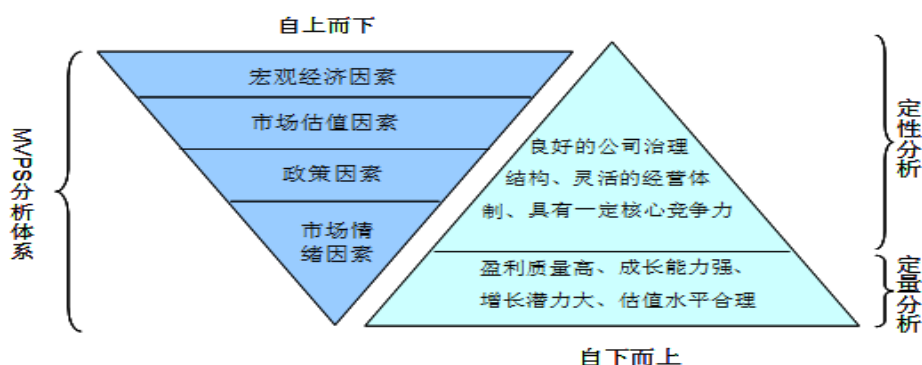 自上而下
MVPS分析体系
宏观经济因素
市场估值因素
政策因素
市场情
绪因素
良好的公司治理
结构、灵活的经营体
制、具有一定核心竞争力
盈利质量高、成长能力强、
增长潜力大、估值水平合理
定性分析
定量分析
自下而上